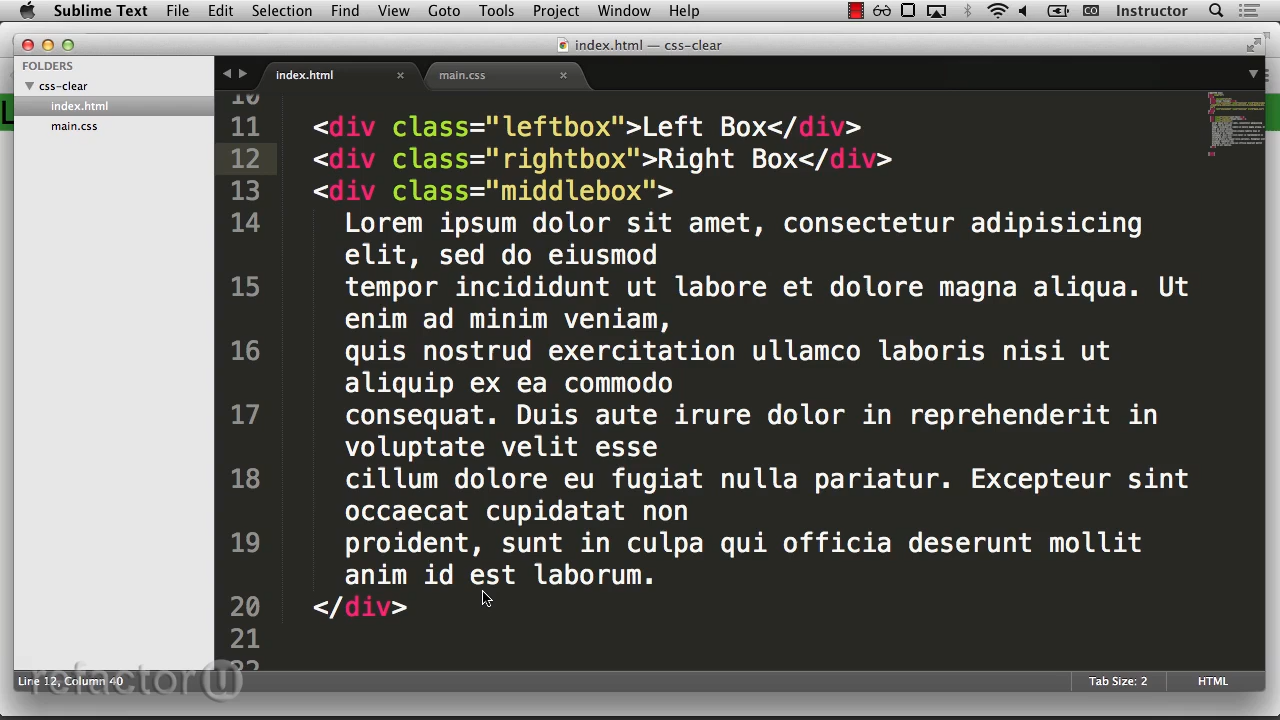 Sublime Text File Edit Selection Find View Goto Tools Project Window Help Instructor
index.html — css-clear
FOLDERS
css-clear
index.html
main.css
index.html main.css
10
11 <div class="leftbox">Left Box</div>
12 <div class="rightbox">Right Box</div>
13 <div class="middlebox">
14 Lorem ipsum dolor sit amet, consectetur adipisicing
elit, sed do eiusmod
15 tempor incididunt ut labore et dolore magna aliqua. Ut
enim ad minim veniam,
16 quis nostrud exercitation ullamco laboris nisi ut
aliquip ex ea commodo
17 consequat. Duis aute irure dolor in reprehenderit in
voluptate velit esse
18 cillum dolore eu fugiat nulla pariatur. Excepteur sint
occaecat cupidatat non
19 proident, sunt in culpa qui officia deserunt mollit
anim id est laborum.
20 </div>
21
22
refactor u
Line 12, Column 40 Tab Size: 2 HTML